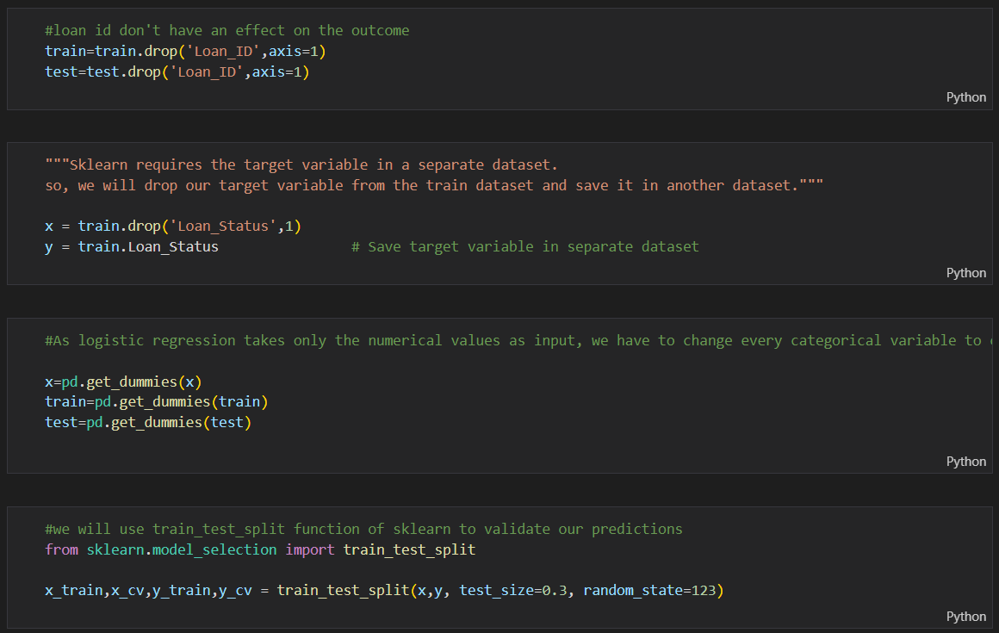 #loan id don't have an effect on the outcome
train=train.drop('Loan_ID',axis=1)
test=test.drop('Loan_ID',axis=1)
Python
"""Sklearn requires the target variable in a separate dataset.
so, we will drop our target variable from the train dataset and save it in another dataset."""
x = train.drop('Loan_Status',1)
y = train.Loan_Status                # Save target variable in separate dataset
Python
#As logistic regression takes only the numerical values as input, we have to change every categorical variable to
x=pd.get_dummies(x)
train=pd.get_dummies(train)
test=pd.get_dummies(test)
Python
#we will use train_test_split function of sklearn to validate our predictions
from sklearn.model_selection import train_test_split
x_train,x_cv,y_train,y_cv = train_test_split(x,y, test_size=0.3, random_state=123)
Python